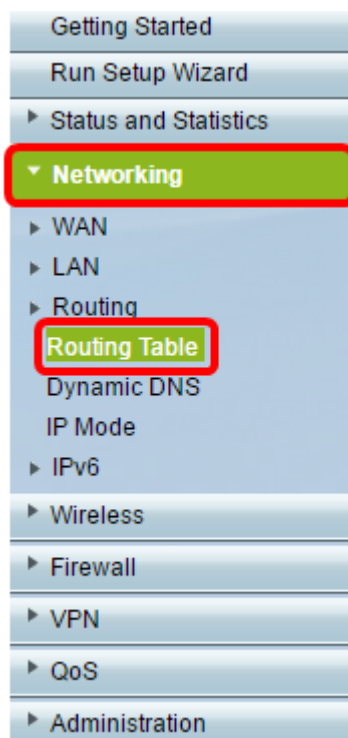 Getting Started
Run Setup Wizard
Status and Statistics
Networking
WAN
LAN
Routing
Routing Table
Dynamic DNS
IP Mode
IPv6
Wireless
Firewall
VPN
QoS
Administration